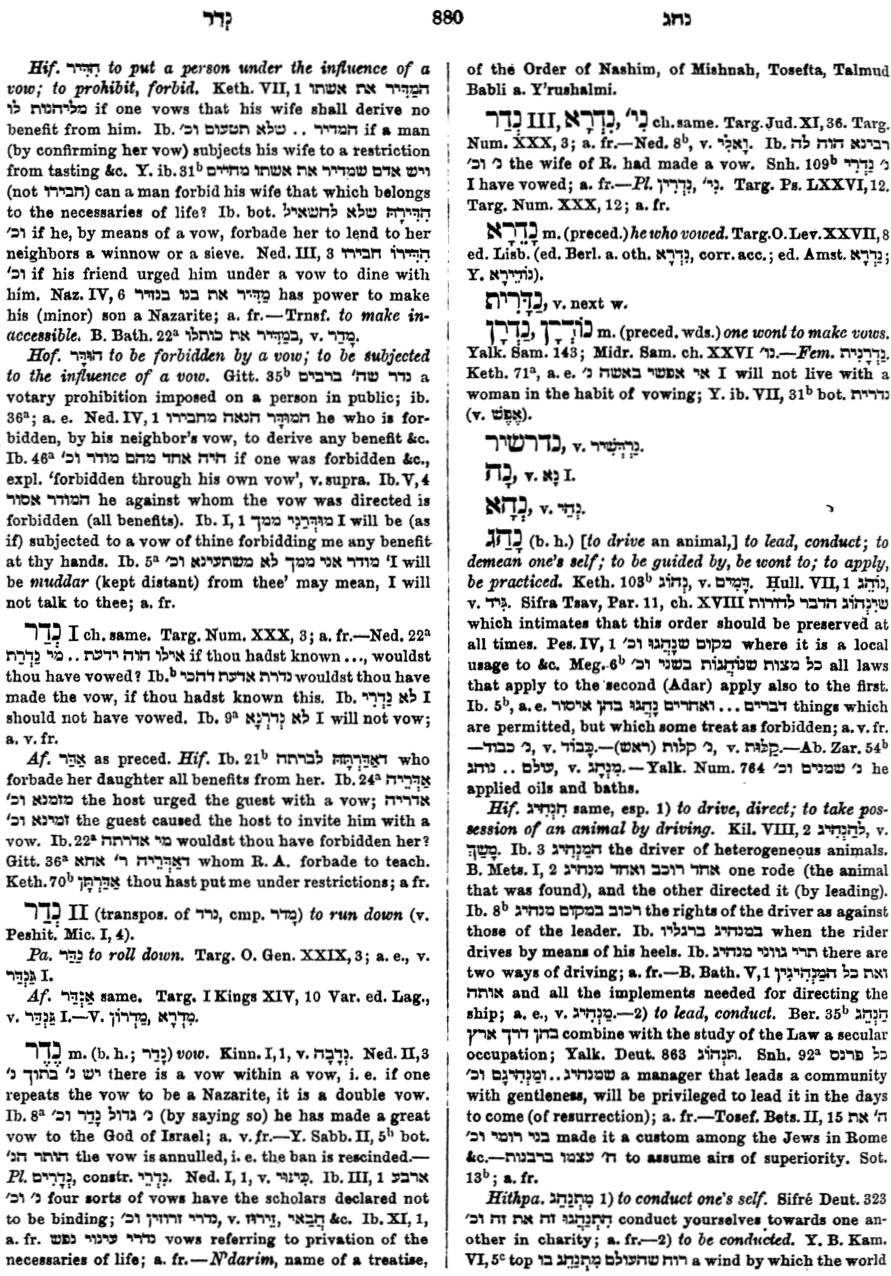 נְדַר 880 נהג
Hif. הִדִּיר to put a person under the influence of a
vow; to prohibit, forbid. Keth. VII, 1 הַמַּדִּיר את אשתו
מליהנות לו if one vows that his wife shall derive no
benefit from him. Ib. המדיר .. שלא תטעום וכ' if a man
(by confirming her vow) subjects his wife to a restriction
from tasting &c. Y. ib. 31ᵇ ויש אדם שמדיר את אשתו מחיים
(not חבירו) can a man forbid his wife that which belongs
to the necessaries of life? Ib. bot. הִדִּירָהּ שלא להשאיל
וכ' if he, by means of a vow, forbade her to lend to her
neighbors a winnow or a sieve. Ned. III, 3 הִדִּירוֹ חבירו
וכ' if his friend urged him under a vow to dine with
him. Naz. IV, 6 מַדִּיר את בנו בנזיר has power to make
his (minor) son a Nazarite; a. fr.—Trnsf. to make in-
accessible. B. Bath. 22ᵃ במַדִּיר את כותלו, v. מָדַר.
Hof. הוּדַּר to be forbidden by a vow; to be subjected
to the influence of a vow. Gitt. 35ᵇ נדר שה' ברבים a
votary prohibition imposed on a person in public; ib.
36ᵃ; a. e. Ned. IV, 1 המוּדָּר הנאה מחבירו he who is for-
bidden, by his neighbor's vow, to derive any benefit &c.
Ib. 46ᵃ היה אחד מהם מודר וכ' if one was forbidden &c.,
expl. 'forbidden through his own vow', v. supra. Ib. V, 4
המודר אסור he against whom the vow was directed is
forbidden (all benefits). Ib. I, 1 מוּדְּרַנִי ממך I will be (as
if) subjected to a vow of thine forbidding me any benefit
at thy hands. Ib. 5ᵃ מודר אני ממך לא משתעינא וכ' 'I will
be muddar (kept distant) from thee' may mean, I will
not talk to thee; a. fr.
נְדַר I ch. same. Targ. Num. XXX, 3; a. fr.—Ned. 22ᵃ
אילו הוה ידעת .. מי נָדְרַת if thou hadst known ..., wouldst
thou have vowed? Ib.ᵇ נדרת אדעת דהכי wouldst thou have
made the vow, if thou hadst known this. Ib. לא נָדְרִי I
should not have vowed. Ib. 9ᵃ לא נָדַרְנָא I will not vow;
a. v. fr.
Af. אַדַּר as preced. Hif. Ib. 21ᵇ דאַדַּרְתָּהּ לברתה who
forbade her daughter all benefits from her. Ib. 24ᵃ אַדְּרֵיה
אדריה מזמנא וכ' the host urged the guest with a vow;
זמינא וכ' the guest caused the host to invite him with a
vow. Ib. 22ᵃ מי אדרתה wouldst thou have forbidden her?
Gitt. 36ᵃ דאַדְּרֵיה ר' אחא whom R. A. forbade to teach.
Keth. 70ᵇ אַדַּרְתָּן thou hast put me under restrictions; a fr.
נְדַר II (transpos. of נרד, cmp. מְדַר) to run down (v.
Peshit. Mic. I, 4).
Pa. נַדַּר to roll down. Targ. O. Gen. XXIX, 3; a. e., v.
גַּנְדַּר I.
Af. אַנְדַּר same. Targ. I Kings XIV, 10 Var. ed. Lag.,
v. גַּנְדַּר I.—V. מַדְרוֹן, מִדְרָא.
נֶדֶר m. (b. h.; נָדַר) vow. Kinn. I, 1, v. נְדָבָה. Ned. II, 3
יש נ' בתוך נ' there is a vow within a vow, i. e. if one
repeats the vow to be a Nazarite, it is a double vow.
Ib. 8ᵃ נ' גדול נָדַר וכ' (by saying so) he has made a great
vow to the God of Israel; a. v. fr.—Y. Sabb. II, 5ᵇ bot.
הותר הנ' the vow is annulled, i. e. the ban is rescinded.—
Pl. נְדָרִים, constr. נִדְרֵי. Ned. I, 1, v. כִּינּוּי. Ib. III, 1 ארבע
נ' וכ' four sorts of vows have the scholars declared not
to be binding; נדרי זרוזין וכ', v. זֵירוּז, הֲבַאי &c. Ib. XI, 1,
a. fr. נדרי עינוי נפש vows referring to privation of the
necessaries of life; a. fr.—N'darim, name of a treatise,
of the Order of Nashim, of Mishnah, Tosefta, Talmud
Babli a. Y'rushalmi.
נְדַר III, נִדְרָא, נֵי' ch. same. Targ. Jud. XI, 36. Targ.
Num. XXX, 3; a. fr.—Ned. 8ᵇ, v. וַאֲלֵי. Ib. רבינא הוה לה
נ' וכ' the wife of R. had made a vow. Snh. 109ᵇ נ' נְדַרִי
I have vowed; a. fr.—Pl. נִדְרִין, נֵי'. Targ. Ps. LXXVI, 12.
Targ. Num. XXX, 12; a. fr.
נָדְרָא m. (preced.) he who vowed. Targ. O. Lev. XXVII, 8
ed. Lisb. (ed. Berl. a. oth. נָדְרָא, corr. acc.; ed. Amst. נִדְרָא;
Y. נוֹדֵירָא).
נַדְּרִית, v. next w.
נַדְּרָן, נוֹדְרָן m. (preced. wds.) one wont to make vows.
Yalk. Sam. 143; Midr. Sam. ch. XXVI נו'.—Fem. נַדְּרָנִית.
Keth. 71ᵃ, a. e. אי אפשי באשה נ' I will not live with a
woman in the habit of vowing; Y. ib. VII, 31ᵇ bot. נדרית
(v. אֶפֶשׁ).
נדרשיר, v. נַרְדְּשִׁיר.
נָה, v. נָא I.
נְהָא, v. נְהֵי.
נָהַג (b. h.) [to drive an animal,] to lead, conduct; to
demean one's self; to be guided by, be wont to; to apply,
be practiced. Keth. 103ᵇ נְהוֹג, v. דָּמִים. Ḥull. VII, 1 נוֹהֵג,
v. גִּיד. Sifra Tsav, Par. 11, ch. XVIII שיִנְהוֹג הדבר לדורות
which intimates that this order should be preserved at
all times. Pes. IV, 1 מקום שנָהֲגוּ וכ' where it is a local
usage to &c. Meg. 6ᵇ כל מצות שנוֹהֲגוֹת בשני וכ' all laws
that apply to the second (Adar) apply also to the first.
Ib. 5ᵇ, a. e. דברים ... ואחרים נָהֲגוּ בהן איסור things which
are permitted, but which some treat as forbidden; a. v. fr.
—נ' כבוד, v. כָּבוֹד.—נ' קלות (ראש), v. קַלּוּת.—Ab. Zar. 54ᵇ
עולם .. נוהג, v. מִנְהָג.—Yalk. Num. 764 נ' שמנים וכ' he
applied oils and baths.
Hif. הִנְהִיג same, esp. 1) to drive, direct; to take pos-
session of an animal by driving. Kil. VIII, 2 לְהַנְהִיג, v.
מָשַׁךְ. Ib. 3 הַמַּנְהִיג the driver of heterogeneous animals.
B. Mets. I, 2 אחד רוכב ואחד מנהיג one rode (the animal
that was found), and the other directed it (by leading).
Ib. 8ᵇ רכוב במקום מנהיג the rights of the driver as against
those of the leader. Ib. במנהיג ברגליו when the rider
drives by means of his heels. Ib. תרי גווני מנהיג there are
two ways of driving; a. fr.—B. Bath. V, 1 ואת כל הַמַּנְהִיגִין
אותה and all the implements needed for directing the
ship; a. e., v. מַנְהִיג.—2) to lead, conduct. Ber. 35ᵇ הַנְהֵג
בהן דרך ארץ combine with the study of the Law a secular
occupation; Yalk. Deut. 863 תִּנְהוֹג. Snh. 92ᵃ כל פרנס
שמנהיג .. ומַנְהִיגָם וכ' a manager that leads a community
with gentleness, will be privileged to lead it in the days
to come (of resurrection); a. fr.—Tosef. Bets. II, 15 ה' את
בני רומי וכ' made it a custom among the Jews in Rome
&c.—ה' עצמו ברבנות to assume airs of superiority. Sot.
13ᵇ; a. fr.
Hithpa. מִתְנַהֵג 1) to conduct one's self. Sifré Deut. 323
הִתְנַהֲגוּ זה את זה וכ' conduct yourselves towards one an-
other in charity; a. fr.—2) to be conducted. Y. B. Kam.
VI, 5ᶜ top רוח שהעולם מִתְנַהֵג בו a wind by which the world